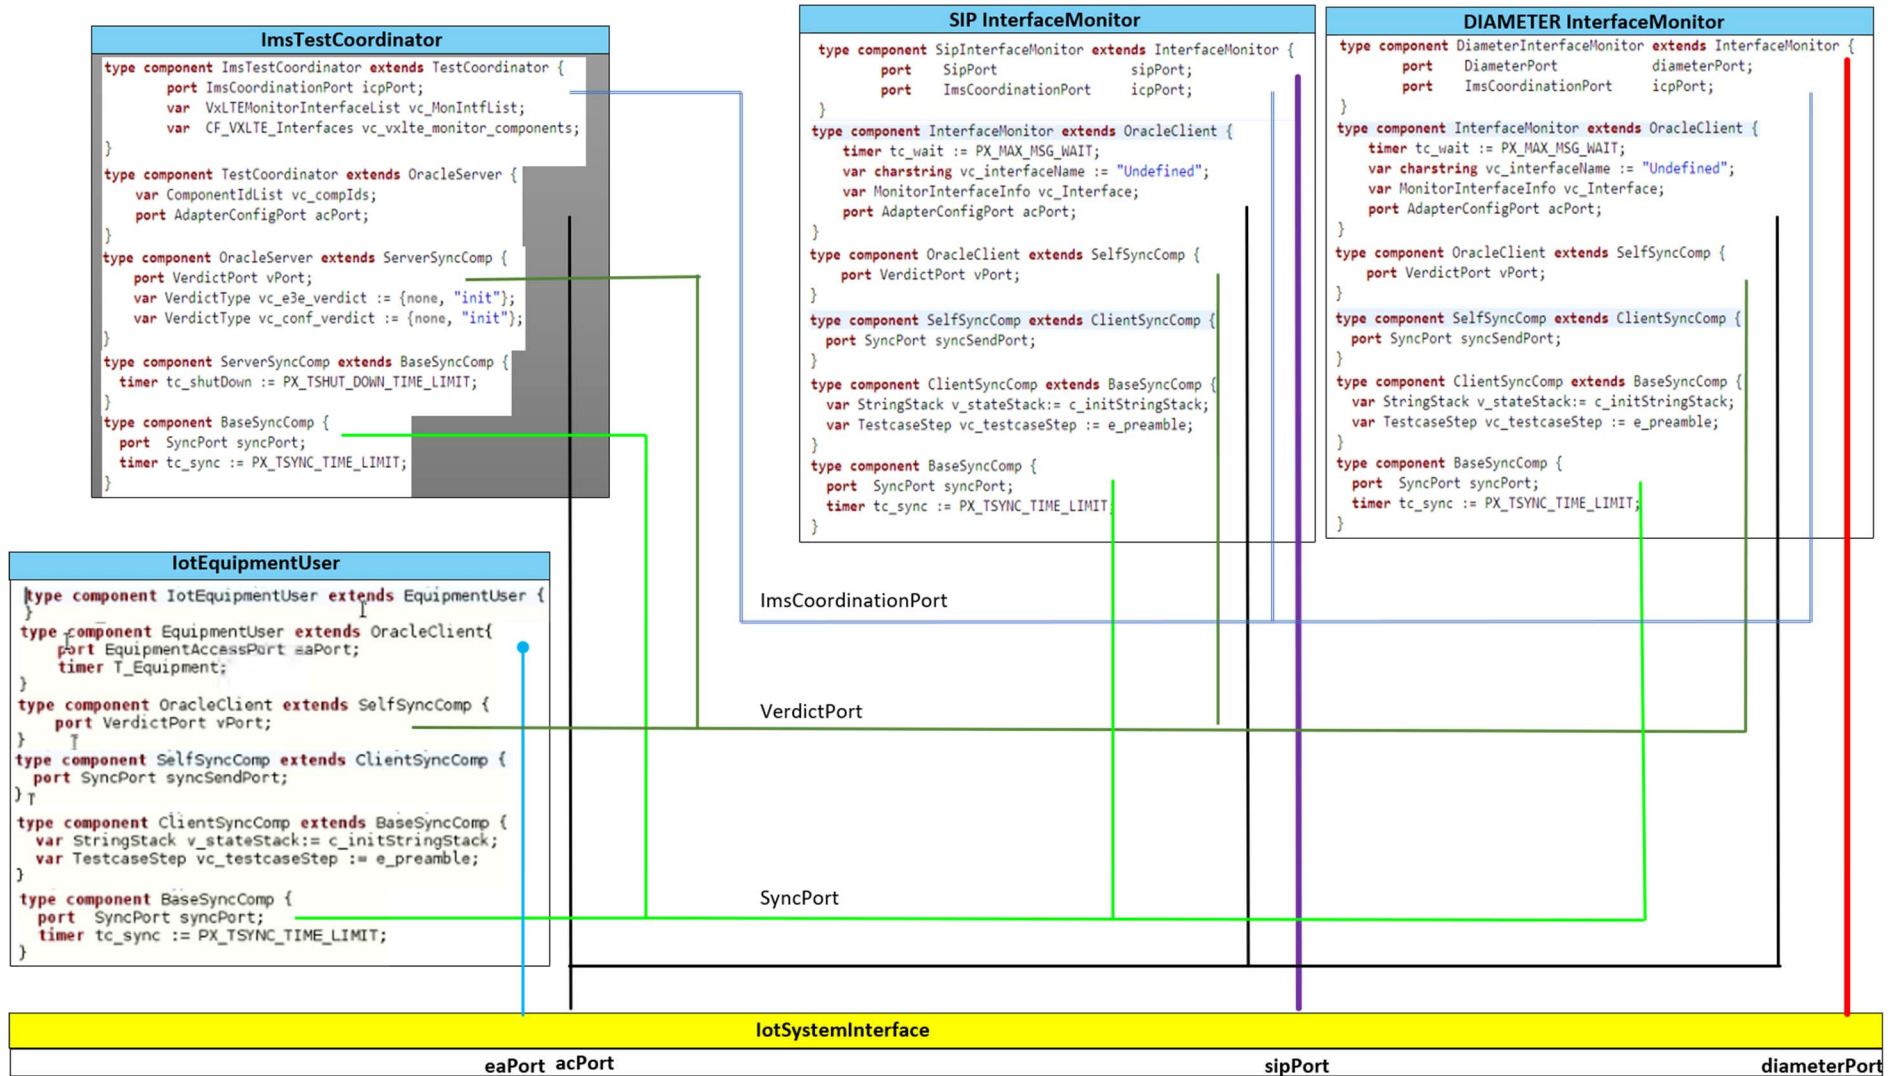 ImsTestCoordinator
type component ImsTestCoordinator extends TestCoordinator {
port ImsCoordinationPort icpPort;
var VxLTEMonitorInterfaceList vc_MonIntfList;
var CF_VXLTE_Interfaces vc_vxlte_monitor_components;
}
type component TestCoordinator extends OracleServer {
var ComponentIdList vc_compIds;
port AdapterConfigPort acPort;
}
type component OracleServer extends ServerSyncComp {
port VerdictPort vPort;
var VerdictType vc_e3e_verdict := {none, "init"};
var VerdictType vc_conf_verdict := {none, "init"};
}
type component ServerSyncComp extends BaseSyncComp {
timer tc_shutDown := PX_TSHUT_DOWN_TIME_LIMIT;
}
type component BaseSyncComp {
port SyncPort syncPort;
timer tc_sync := PX_TSYNC_TIME_LIMIT;
}
SIP InterfaceMonitor
type component SipInterfaceMonitor extends InterfaceMonitor {
port SipPort sipPort;
port ImsCoordinationPort icpPort;
}
type component InterfaceMonitor extends OracleClient {
timer tc_wait := PX_MAX_MSG_WAIT;
var charstring vc_interfaceName := "Undefined";
var MonitorInterfaceInfo vc_Interface;
port AdapterConfigPort acPort;
}
type component OracleClient extends SelfSyncComp {
port VerdictPort vPort;
}
type component SelfSyncComp extends ClientSyncComp {
port SyncPort syncSendPort;
}
type component ClientSyncComp extends BaseSyncComp {
var StringStack v_stateStack:= c_initStringStack;
var TestcaseStep vc_testcaseStep := e_preamble;
}
type component BaseSyncComp {
port SyncPort syncPort;
timer tc_sync := PX_TSYNC_TIME_LIMIT;
}
DIAMETER InterfaceMonitor
type component DiameterInterfaceMonitor extends InterfaceMonitor {
port DiameterPort diameterPort;
port ImsCoordinationPort icpPort;
}
type component InterfaceMonitor extends OracleClient {
timer tc_wait := PX_MAX_MSG_WAIT;
var charstring vc_interfaceName := "Undefined";
var MonitorInterfaceInfo vc_Interface;
port AdapterConfigPort acPort;
}
type component OracleClient extends SelfSyncComp {
port VerdictPort vPort;
}
type component SelfSyncComp extends ClientSyncComp {
port SyncPort syncSendPort;
}
type component ClientSyncComp extends BaseSyncComp {
var StringStack v_stateStack:= c_initStringStack;
var TestcaseStep vc_testcaseStep := e_preamble;
}
type component BaseSyncComp {
port SyncPort syncPort;
timer tc_sync := PX_TSYNC_TIME_LIMIT;
}
IotEquipmentUser
type component IotEquipmentUser extends EquipmentUser {
}
type component EquipmentUser extends OracleClient{
port EquipmentAccessPort eaPort;
timer T_Equipment;
}
type component OracleClient extends SelfSyncComp {
port VerdictPort vPort;
}
type component SelfSyncComp extends ClientSyncComp {
port SyncPort syncSendPort;
}
type component ClientSyncComp extends BaseSyncComp {
var StringStack v_stateStack:= c_initStringStack;
var TestcaseStep vc_testcaseStep := e_preamble;
}
type component BaseSyncComp {
port SyncPort syncPort;
timer tc_sync := PX_TSYNC_TIME_LIMIT;
}
ImsCoordinationPort
VerdictPort
SyncPort
IotSystemInterface
eaPort acPort sipPort diameterPort